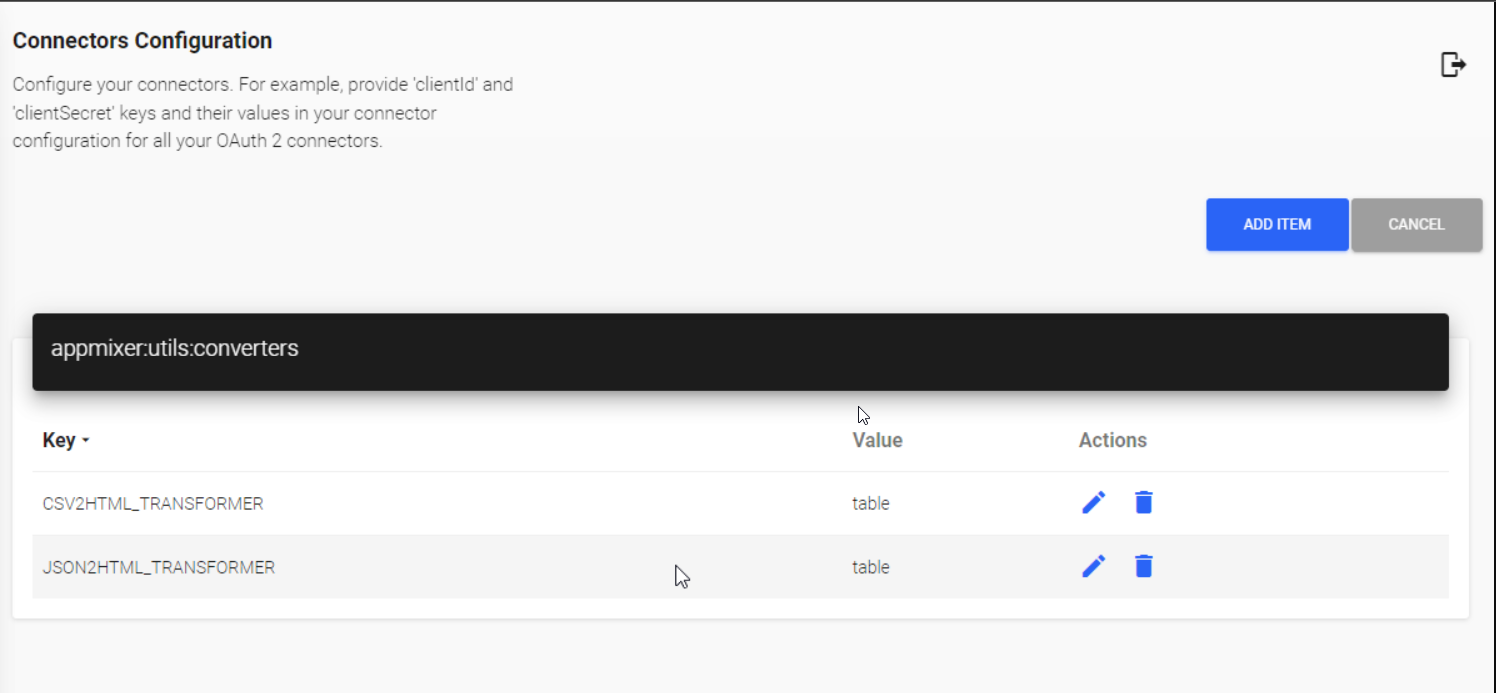 Connectors Configuration
Configure your connectors. For example, provide 'clientId' and
'clientSecret' keys and their values in your connector
configuration for all your OAuth 2 connectors.
ADD ITEM CANCEL
appmixer:utils:converters
Key Value Actions
CSV2HTML_TRANSFORMER table
JSON2HTML_TRANSFORMER table